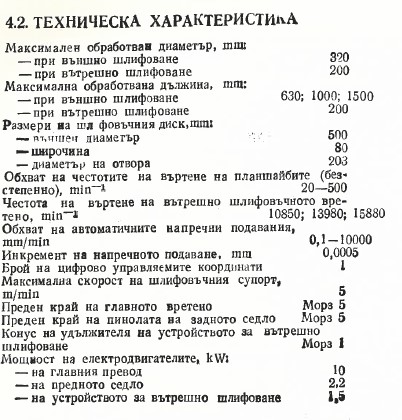 4.2. ТЕХНИЧЕСКА ХАРАКТЕРИСТИКА
Максимален обработван диаметър, mm:
— при външно шлифоване 320
— при вътрешно шлифоване 200
Максимална обработвана дължина, mm:
— при външно шлифоване 630; 1000; 1500
— при вътрешно шлифоване 200
Размери на шл фовъчния диск, mm:
— външен диаметър 500
— широчина 80
— диаметър на отвора 203
Обхват на честотите на въртене на планшайбите (без-
степенно), min⁻¹ 20—500
Честота на въртене на вътрешно шлифовъчното вре-
тено, min⁻¹ 10850; 13980; 15880
Обхват на автоматичните напречни подавания,
mm/min 0,1—10000
Инкремент на напречното подаване, mm 0,0005
Брой на цифрово управляемите координати 1
Максимална скорост на шлифовъчния супорт,
m/min 5
Преден край на главното вретено Морз 5
Преден край на пинолата на задното седло Морз 5
Конус на удължителя на устройството за вътрешно
шлифоване Морз 1
Мощност на електродвигателите, kW:
— на главния превод 10
— на предното седло 2,2
— на устройството за вътрешно шлифоване 1,5